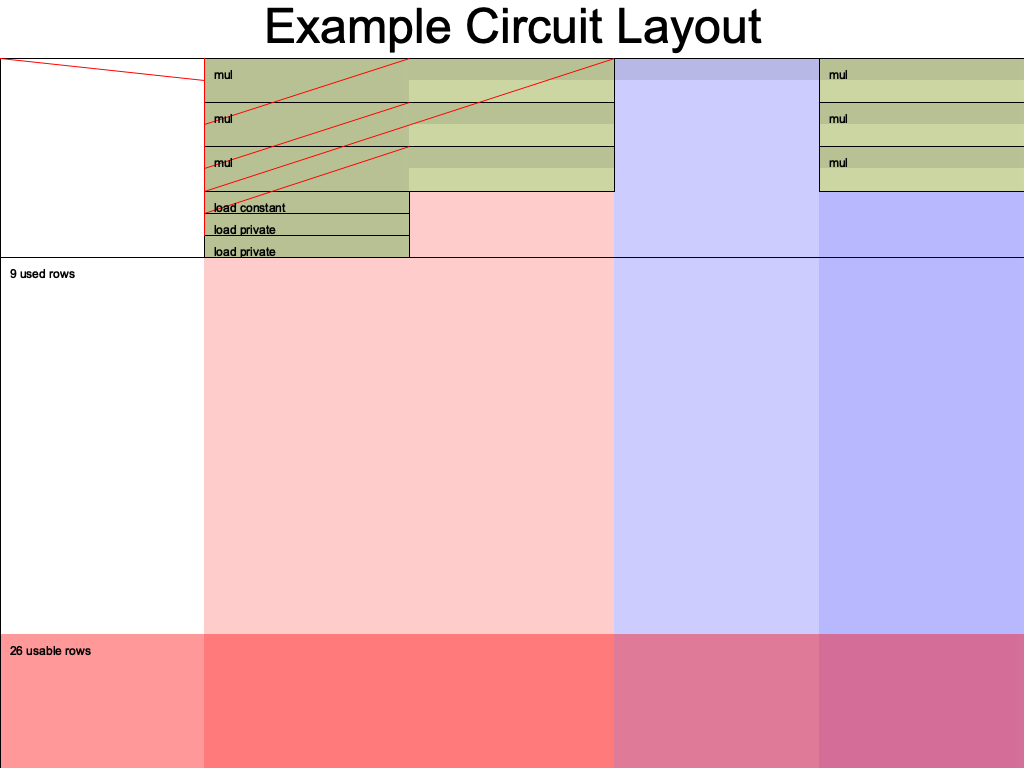 Example Circuit Layout
mul
mul
mul
mul
mul
mul
load constant
load private
load private
9 used rows
26 usable rows